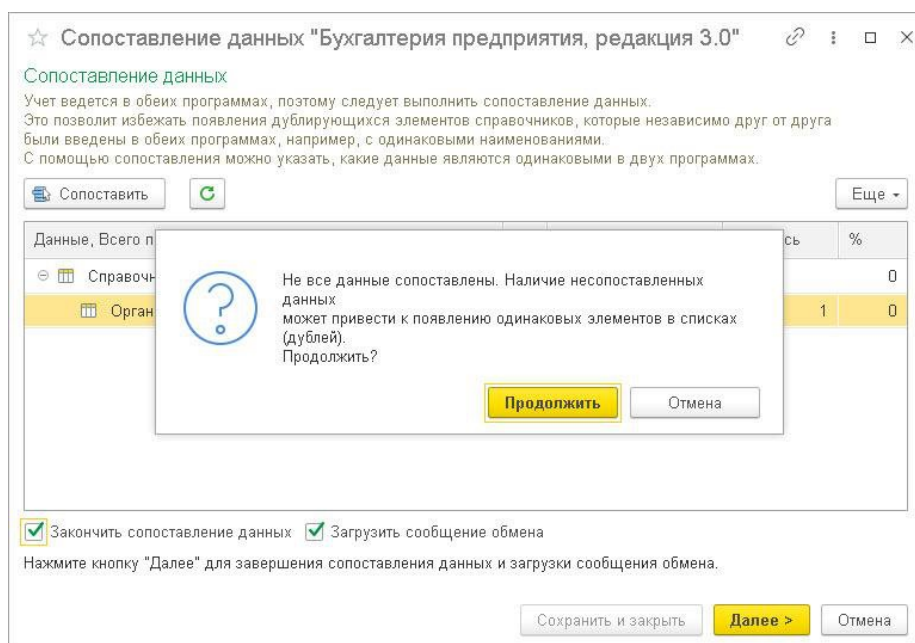 Сопоставление данных "Бухгалтерия предприятия, редакция 3.0"
Сопоставление данных
Учет ведется в обеих программах, поэтому следует выполнить сопоставление данных.
Это позволит избежать появления дублирующихся элементов справочников, которые независимо друг от друга
были введены в обеих программах, например, с одинаковыми наименованиями.
С помощью сопоставления можно указать, какие данные являются одинаковыми в двух программах.
Сопоставить Еще
Данные, Всего п сь %
Справочн 0
Орган 1 0
Не все данные сопоставлены. Наличие несопоставленных
данных
может привести к появлению одинаковых элементов в списках
(дублей).
Продолжить?
Продолжить Отмена
Закончить сопоставление данных Загрузить сообщение обмена
Нажмите кнопку "Далее" для завершения сопоставления данных и загрузки сообщения обмена.
Сохранить и закрыть Далее > Отмена